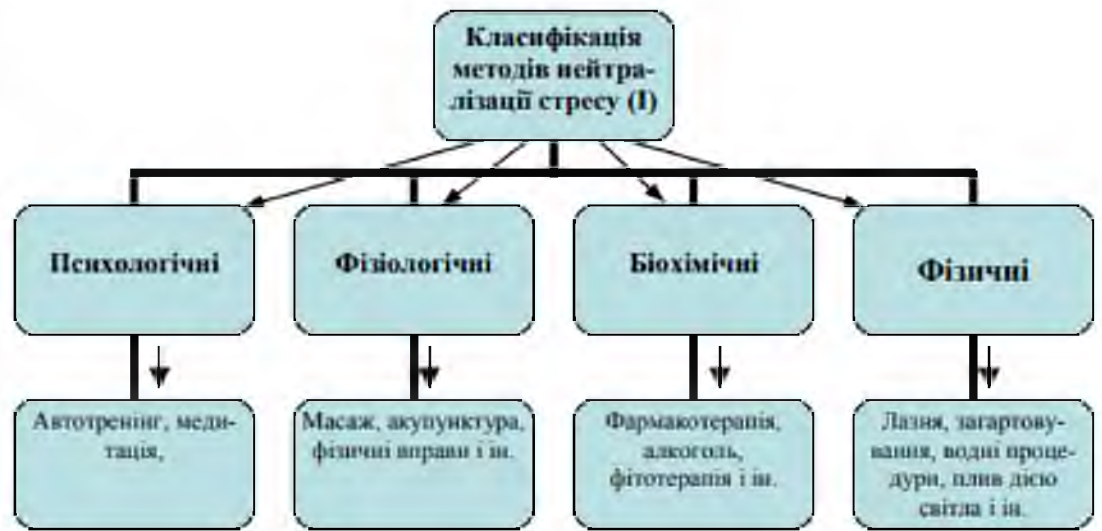 Класифікація
методів нейтра-
лізації стресу (І)
Психологічні
Фізіологічні
Біохімічні
Фізичні
Автотренінг, меди-
тація,
Масаж, акупунктура,
фізичні вправи і ін.
Фармакотерапія,
алкоголь,
фітотерапія і ін.
Лазня, загартову-
вання, водні проце-
дури, плив дією
світла і ін.